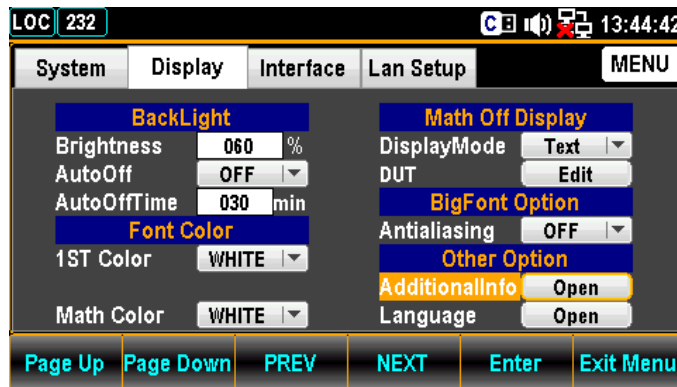 LOC 232 C 13:44:42
System Display Interface Lan Setup MENU
BackLight
Brightness 060 %
AutoOff OFF
AutoOffTime 030 min
Font Color
1ST Color WHITE
Math Color WHITE
Math Off Display
DisplayMode Text
DUT Edit
BigFont Option
Antialiasing OFF
Other Option
AdditionalInfo Open
Language Open
Page Up Page Down PREV NEXT Enter Exit Menu